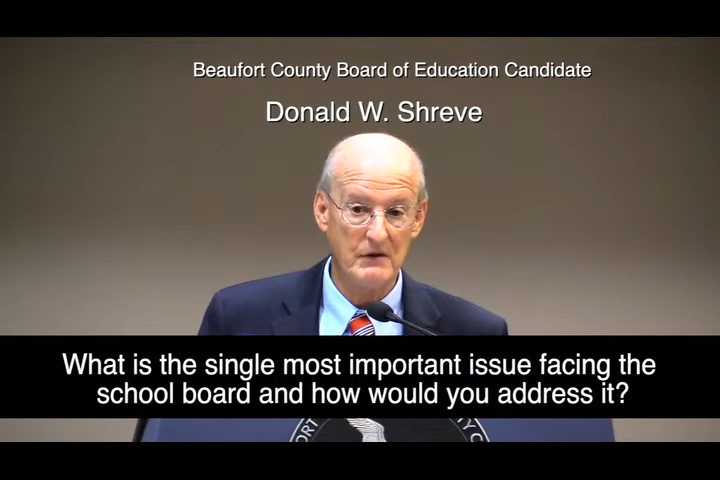 Beaufort County Board of Education Candidate
Donald W. Shreve
What is the single most important issue facing the
school board and how would you address it?